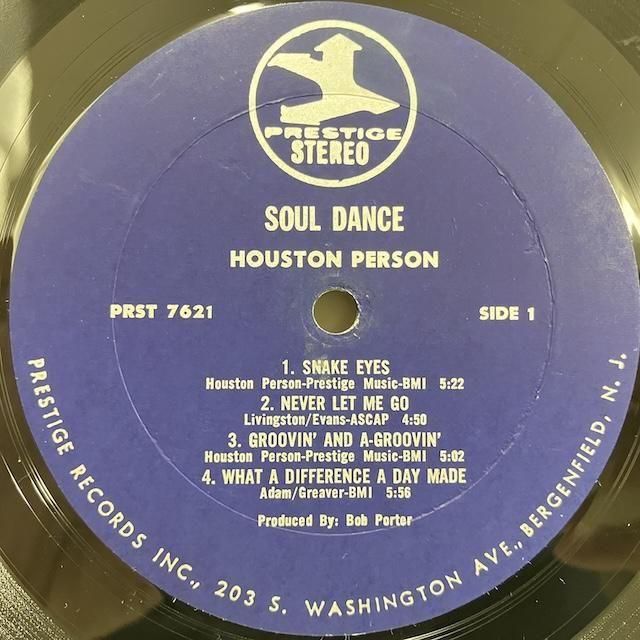 PRESTIGE
STEREO
SOUL DANCE
HOUSTON PERSON
PRST 7621
SIDE 1
1. SNAKE EYES
Houston Person-Prestige Music-BMI 5:22
2. NEVER LET ME GO
Livingston/Evans-ASCAP 4:50
3. GROOVIN' AND A-GROOVIN'
Houston Person-Prestige Music-BMI 5:02
4. WHAT A DIFFERENCE A DAY MADE
Adam/Greaver-BMI 5:56
Produced By: Bob Porter
PRESTIGE RECORDS INC., 203 S. WASHINGTON AVE., BERGENFIELD, N. J.